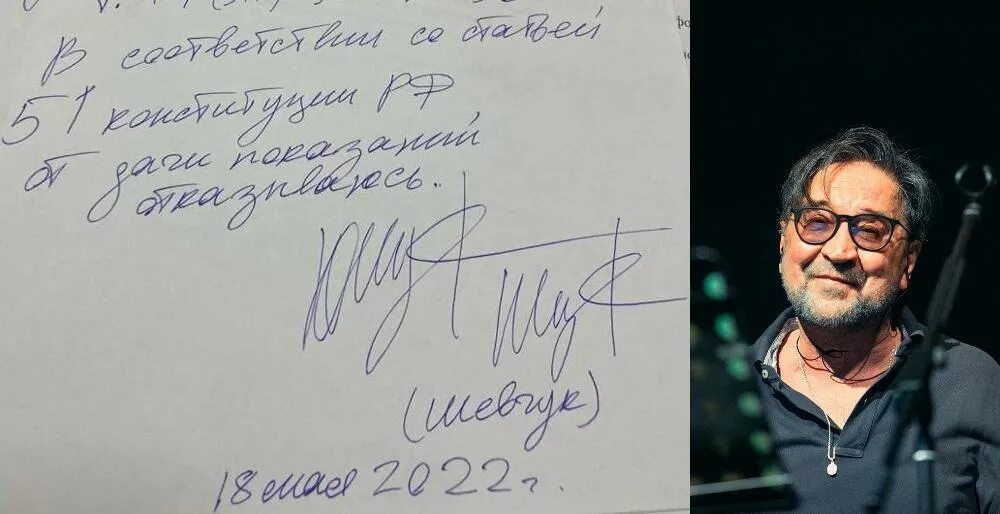 В соответствии со статьей
51 конституции РФ
от дачи показаний
отказываюсь.
(Шевчук)
18 мая 2022 г.